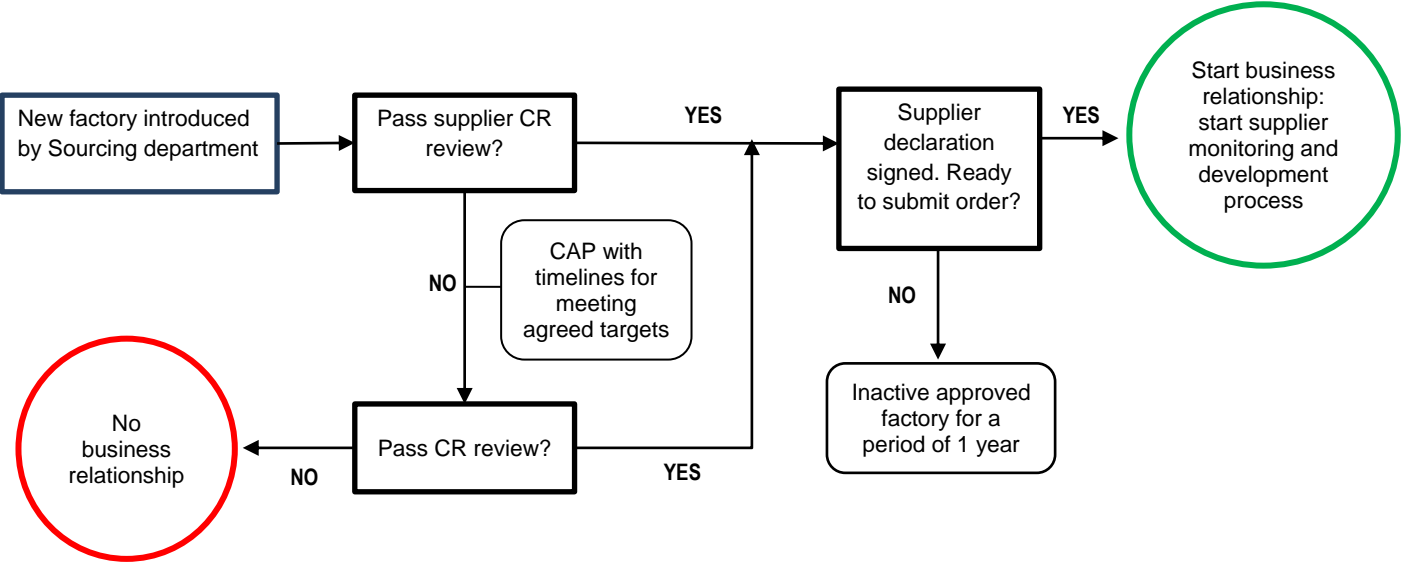 New factory introduced
by Sourcing department
Pass supplier CR
review?
YES
Supplier
declaration
signed. Ready
to submit order?
YES
Start business
relationship:
start supplier
monitoring and
development
process
NO
CAP with
timelines for
meeting
agreed targets
NO
Inactive approved
factory for a
period of 1 year
Pass CR review?
YES
NO
No
business
relationship